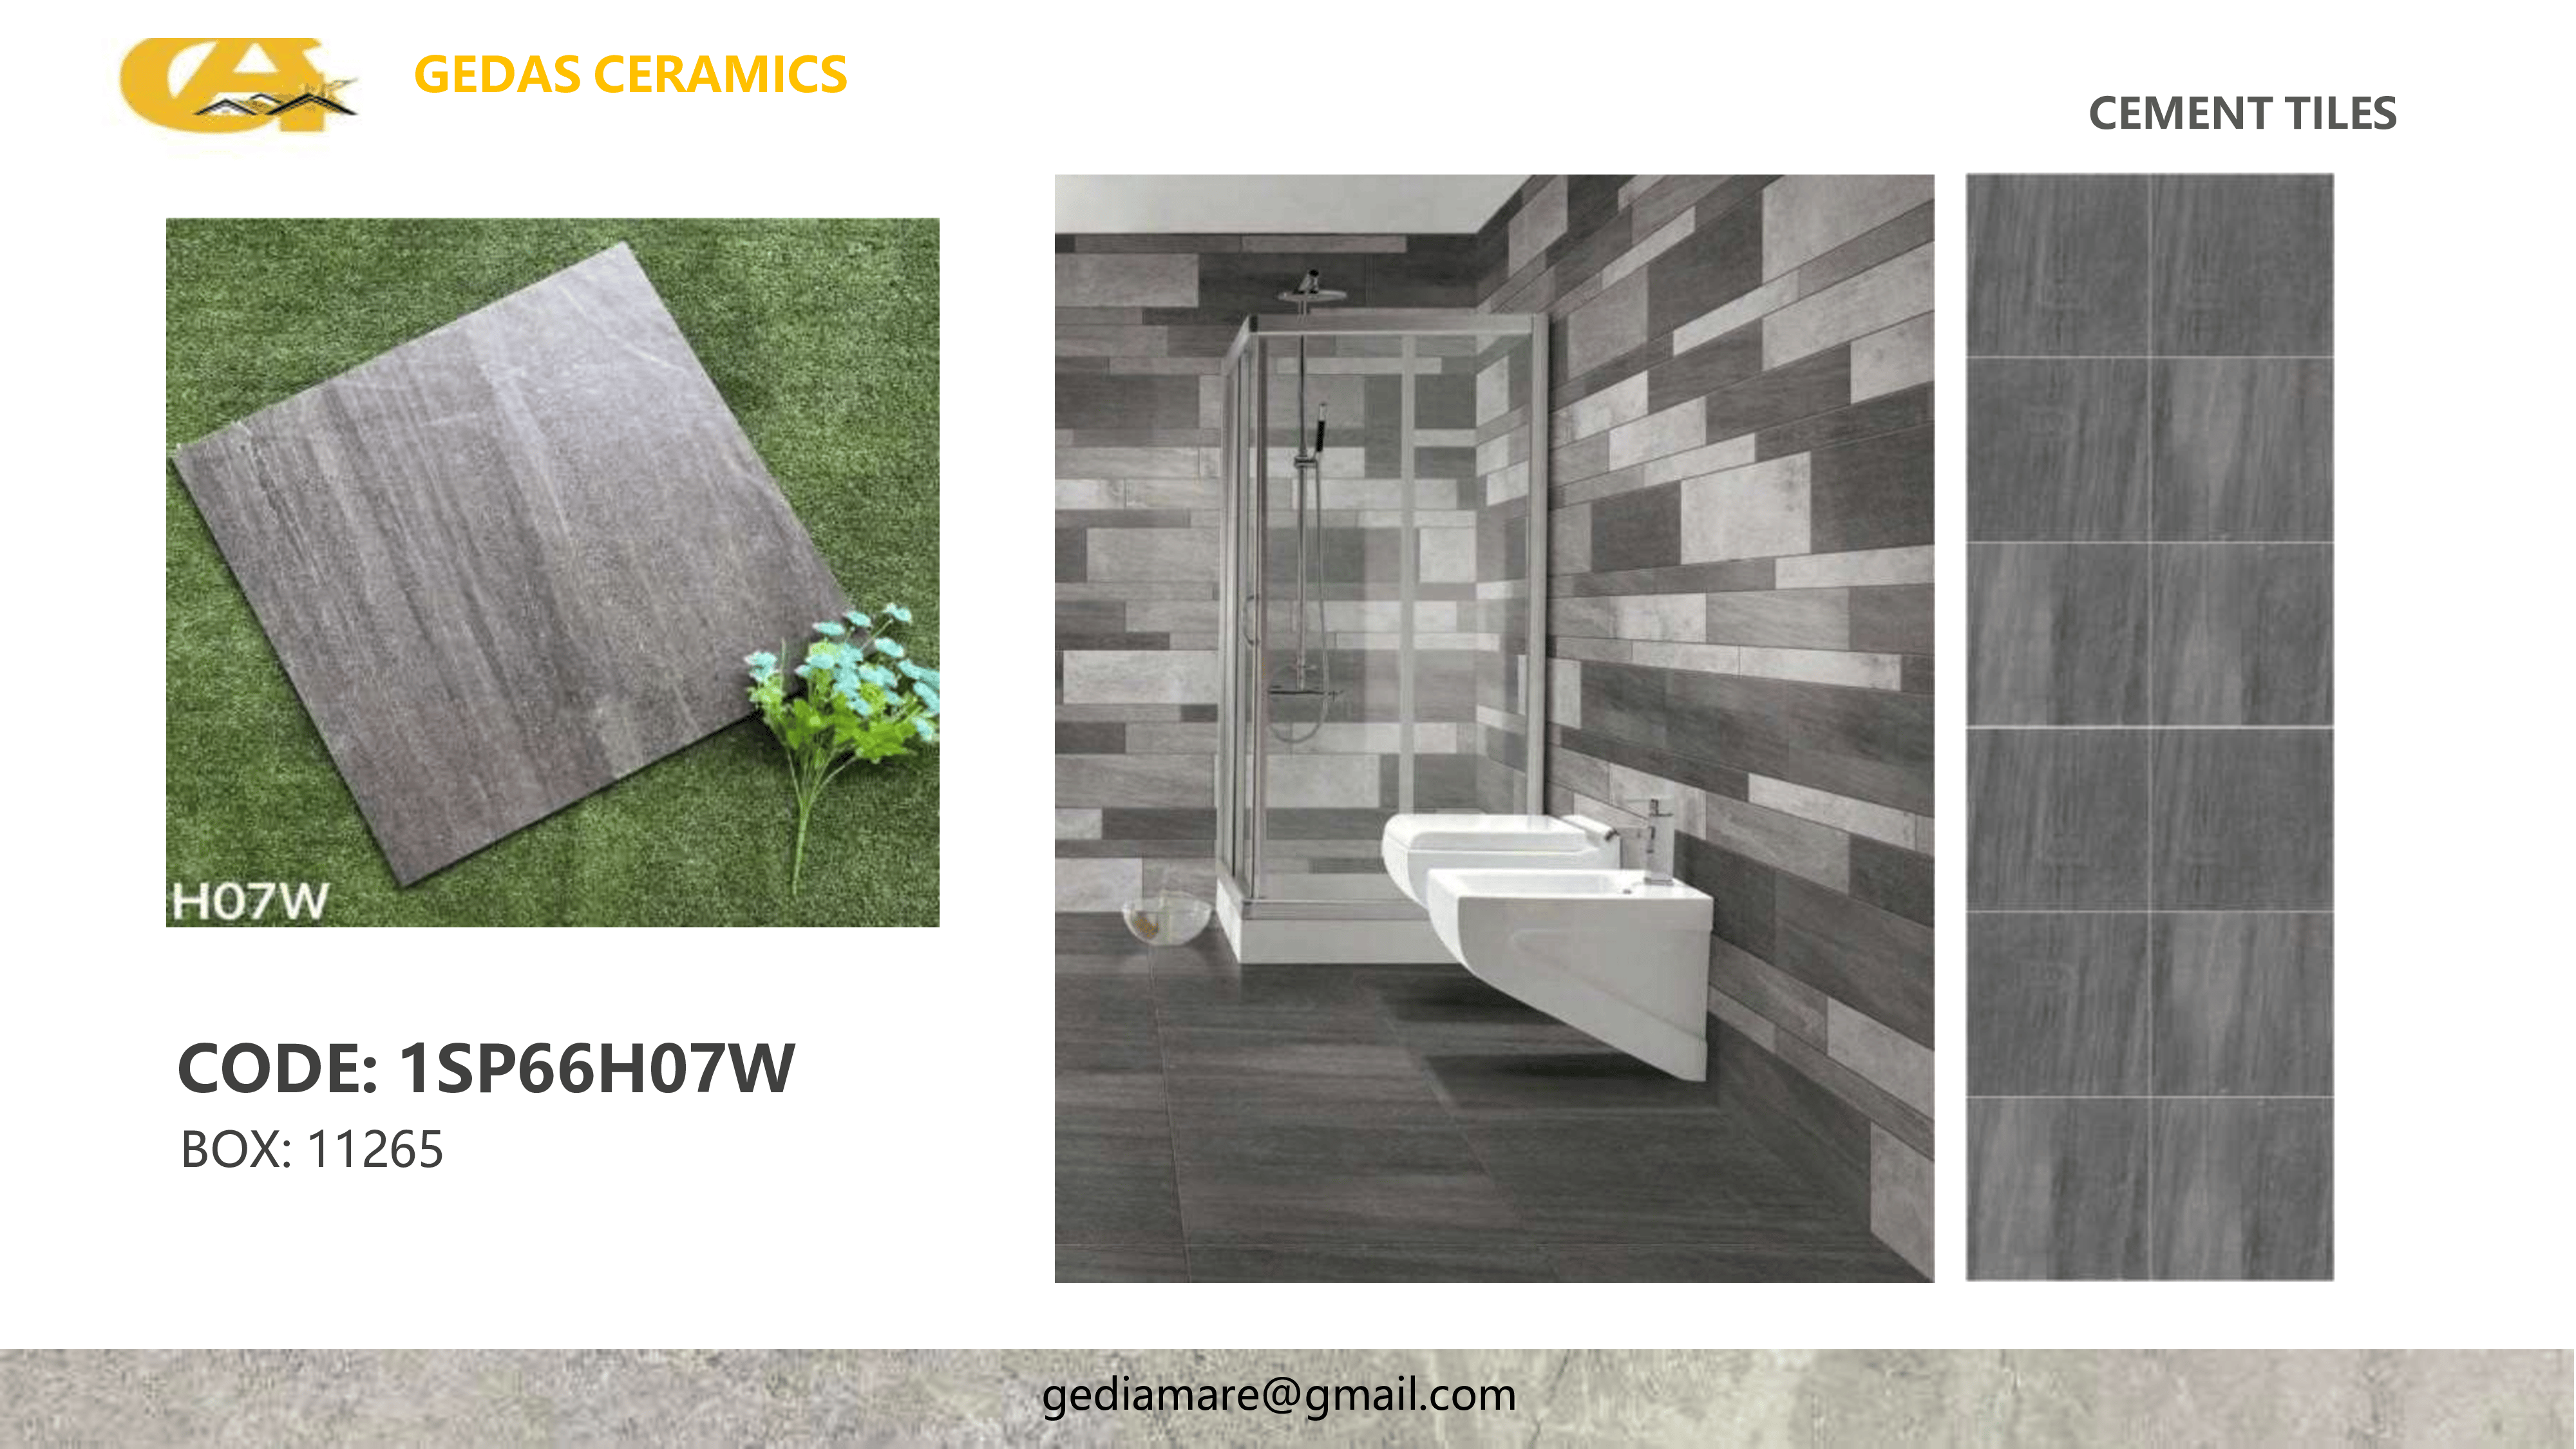 GEDAS CERAMICS
CEMENT TILES
H07W
CODE: 1SP66H07W
BOX: 11265
gediamare@gmail.com